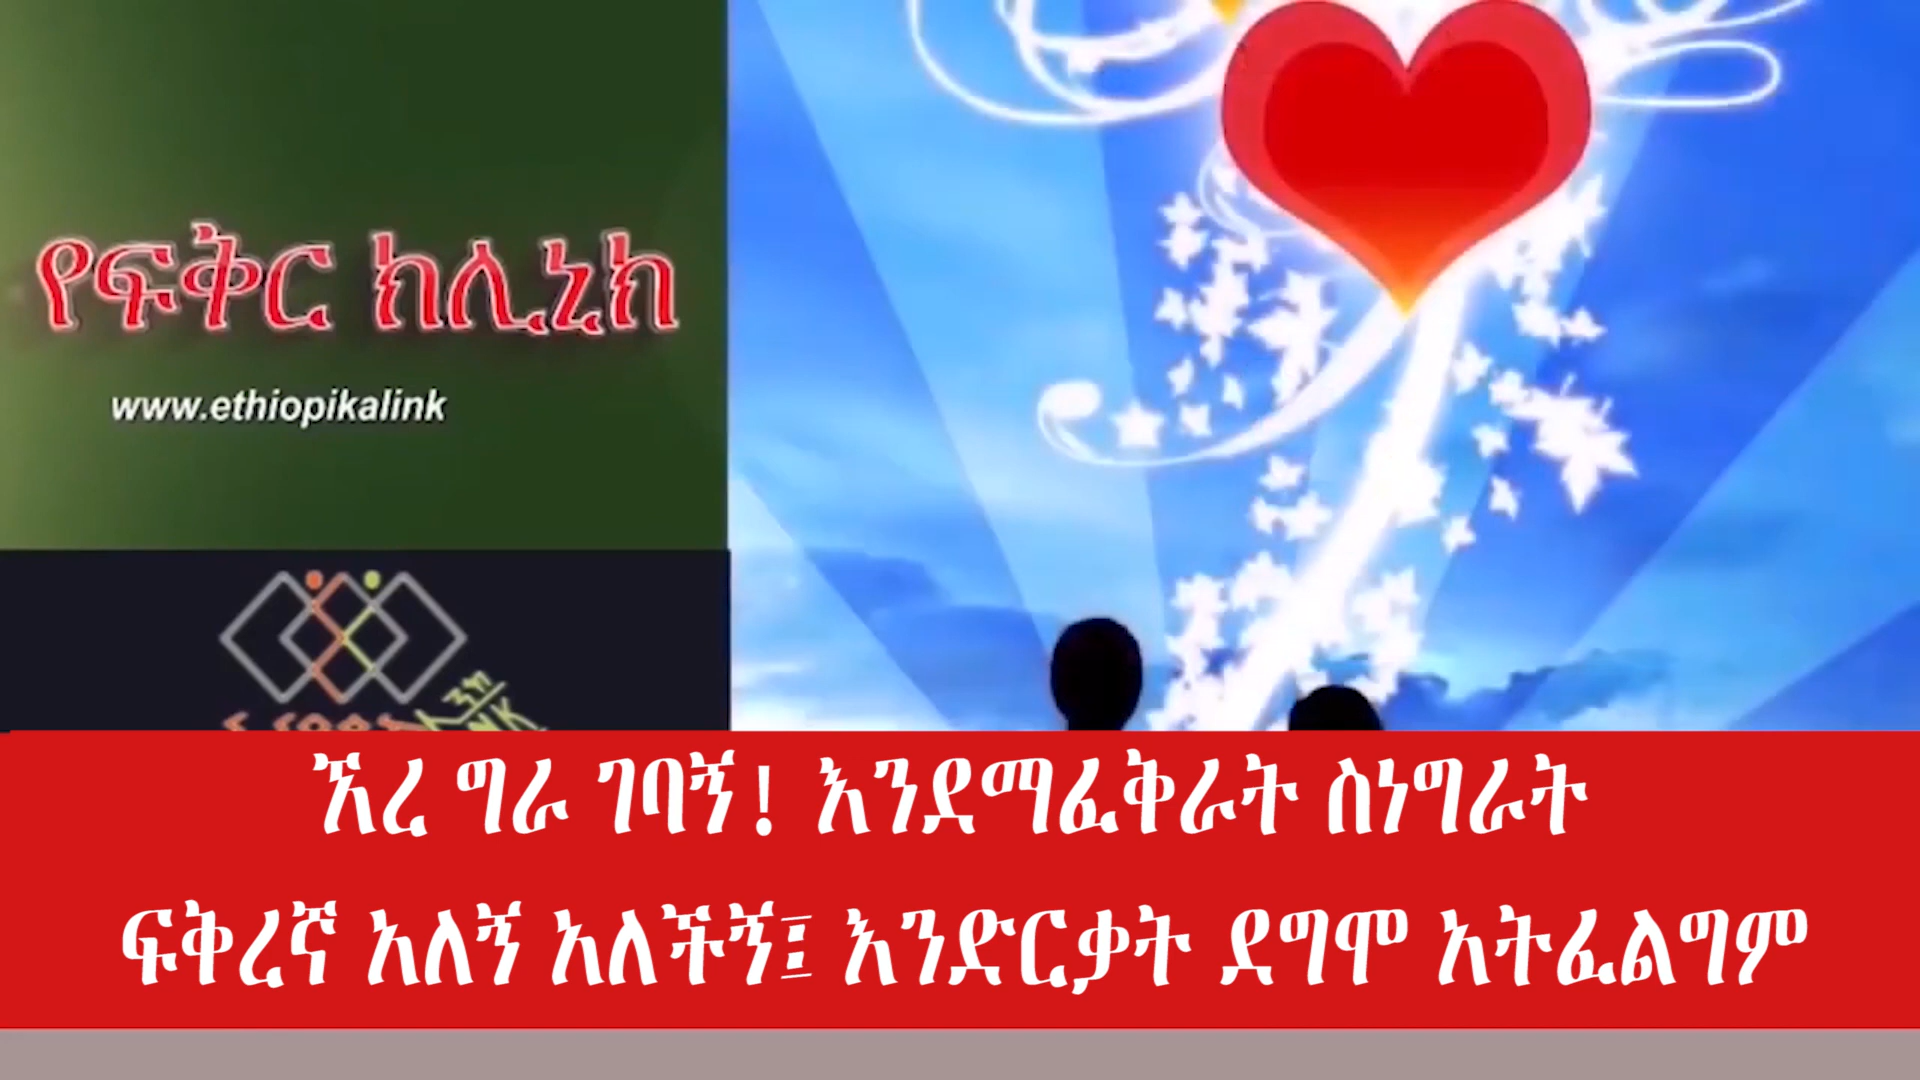 የፍቅር ክሊኒክ
www.ethiopikalink
ኧረ ግራ ገባኝ! እንደማፈቅራት ስነግራት
ፍቅረኛ አለኝ አለችኝ፤ እንድርቃት ደግሞ አትፈልግም